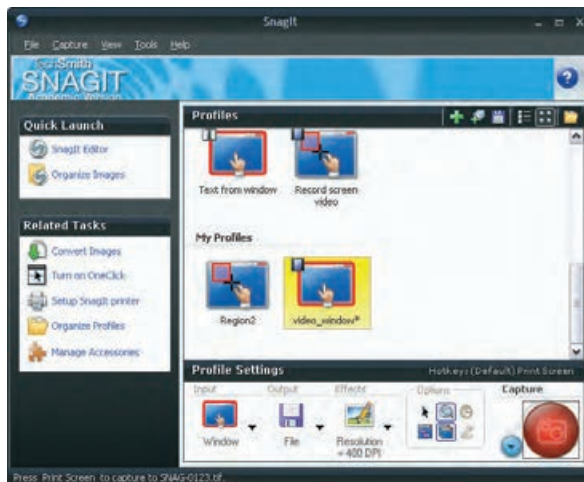 SnagIt
File Capture View Tools Help
TechSmith
SNAGIT
Academic Version
Quick Launch
SnagIt Editor
Organize Images
Related Tasks
Convert Images
Turn on OneClick
Setup SnagIt printer
Organize Profiles
Manage Accessories
Profiles
Text from window
Record screen
video
My Profiles
Region2
video_window*
Profile Settings
Hotkey: (Default) Print Screen
Input Output Effects Options Capture
Window
File
Resolution
= 400 DPI
Press Print Screen to capture to SNAG-0123.tif.